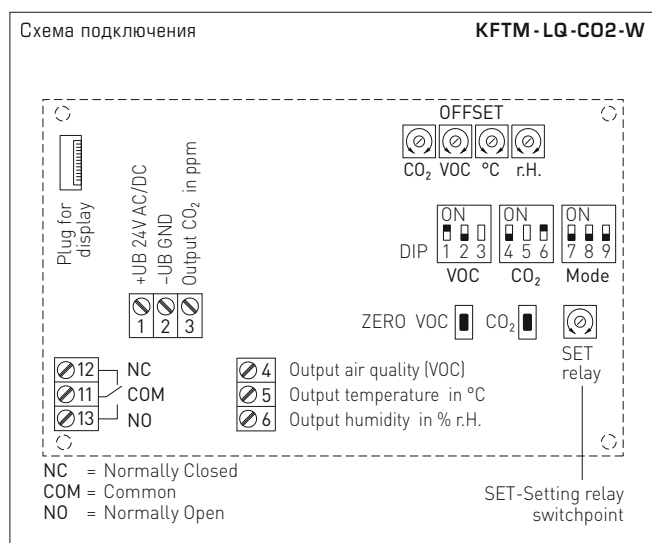 Схема подключения
KFTM - LQ - CO2 - W
OFFSET
CO₂ VOC °C r.H.
Plug for
display
+UB 24V AC/DC
–UB GND
Output CO₂ in ppm
1 2 3
ON ON ON
DIP 1 2 3 4 5 6 7 8 9
VOC CO₂ Mode
ZERO VOC CO₂
SET
relay
12 NC
11 COM
13 NO
4 Output air quality (VOC)
5 Output temperature in °C
6 Output humidity in % r.H.
NC = Normally Closed
COM = Common
NO = Normally Open
SET-Setting relay
switchpoint